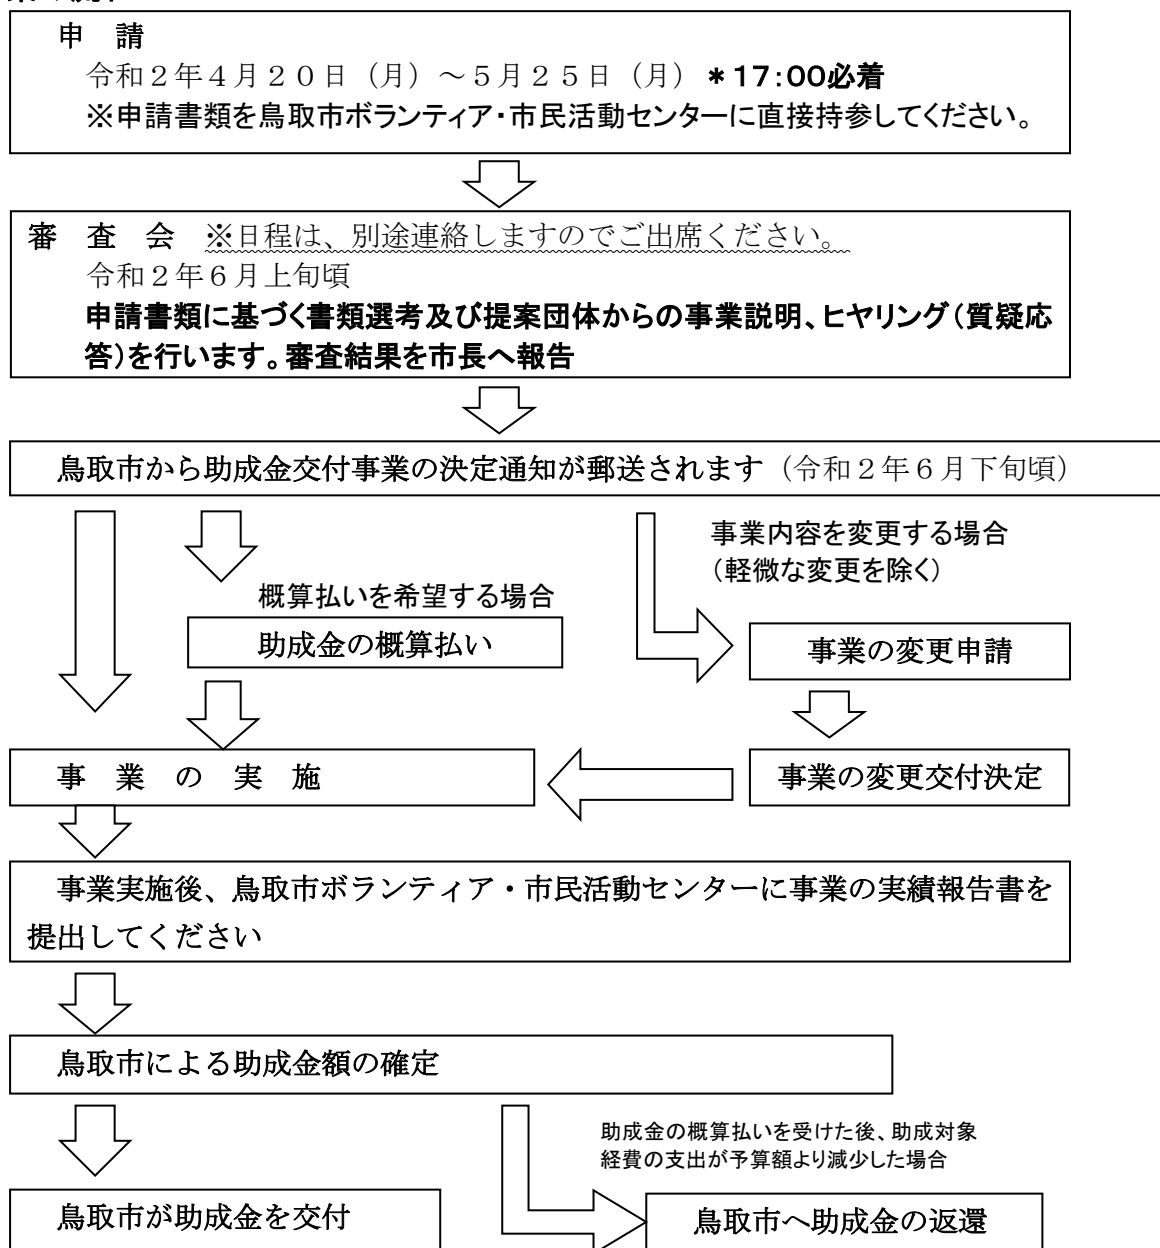 申　請
令和２年４月２０日（月）～５月２５日（月）＊17：00必着
※申請書類を鳥取市ボランティア・市民活動センターに直接持参してください。
審　査　会　※日程は、別途連絡しますのでご出席ください。
令和２年６月上旬頃
申請書類に基づく書類選考及び提案団体からの事業説明、ヒヤリング（質疑応
答）を行います。審査結果を市長へ報告
鳥取市から助成金交付事業の決定通知が郵送されます（令和２年６月下旬頃）
事業内容を変更する場合
（軽微な変更を除く）
概算払いを希望する場合
助成金の概算払い
事業の変更申請
事　業　の　実　施
事業の変更交付決定
事業実施後、鳥取市ボランティア・市民活動センターに事業の実績報告書を
提出してください
鳥取市による助成金額の確定
助成金の概算払いを受けた後、助成対象
経費の支出が予算額より減少した場合
鳥取市が助成金を交付
鳥取市へ助成金の返還